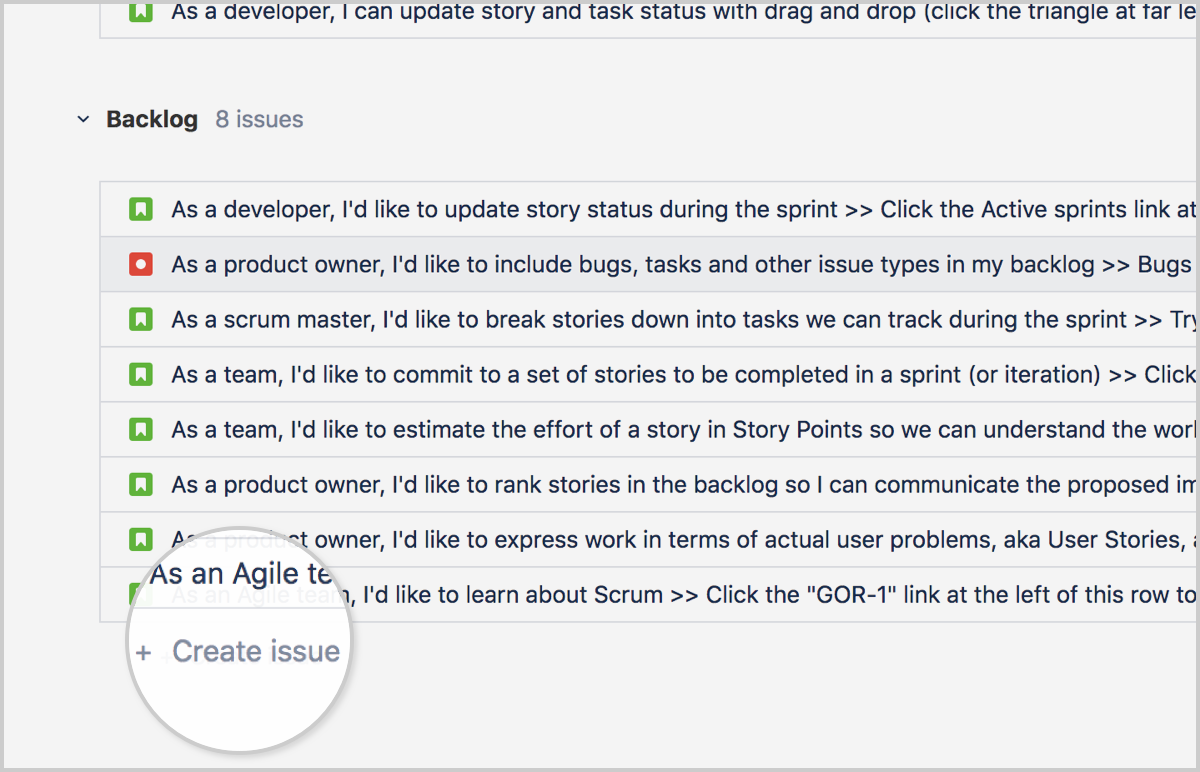 As a developer, I can update story and task status with drag and drop (click the triangle at far le
Backlog 8 issues
As a developer, I'd like to update story status during the sprint >> Click the Active sprints link at
As a product owner, I'd like to include bugs, tasks and other issue types in my backlog >> Bugs
As a scrum master, I'd like to break stories down into tasks we can track during the sprint >> Try
As a team, I'd like to commit to a set of stories to be completed in a sprint (or iteration) >> Click
As a team, I'd like to estimate the effort of a story in Story Points so we can understand the worl
As a product owner, I'd like to rank stories in the backlog so I can communicate the proposed im
As a product owner, I'd like to express work in terms of actual user problems, aka User Stories, a
As an Agile te
As an Agile team, I'd like to learn about Scrum >> Click the "GOR-1" link at the left of this row to
+ Create issue